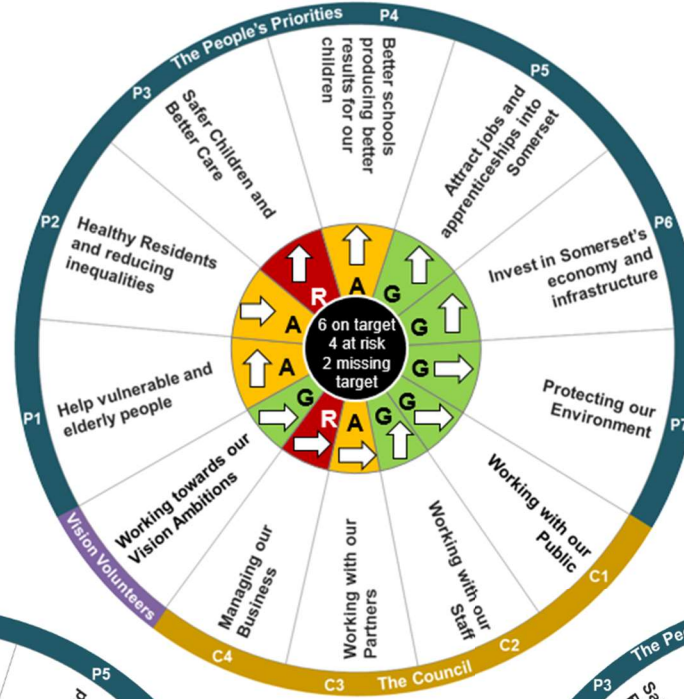 The People's Priorities
P4
P5
P6
P7
C1
C2
The Council
C3
C4
Vision Volunteers
P1
P2
P3
Better schools
producing better
results for our
children
Attract jobs and
apprenticeships into
Somerset
Invest in Somerset's
economy and
infrastructure
Protecting our
Environment
Working with our
Public
Working with our
Staff
Working with our
Partners
Managing our
Business
Working towards our
Vision Ambitions
Help vulnerable and
elderly people
Healthy Residents
and reducing
inequalities
Safer Children and
Better Care
A
G
G
G
G
G
A
R
G
A
A
R
6 on target
4 at risk
2 missing
target
P5
The
P3